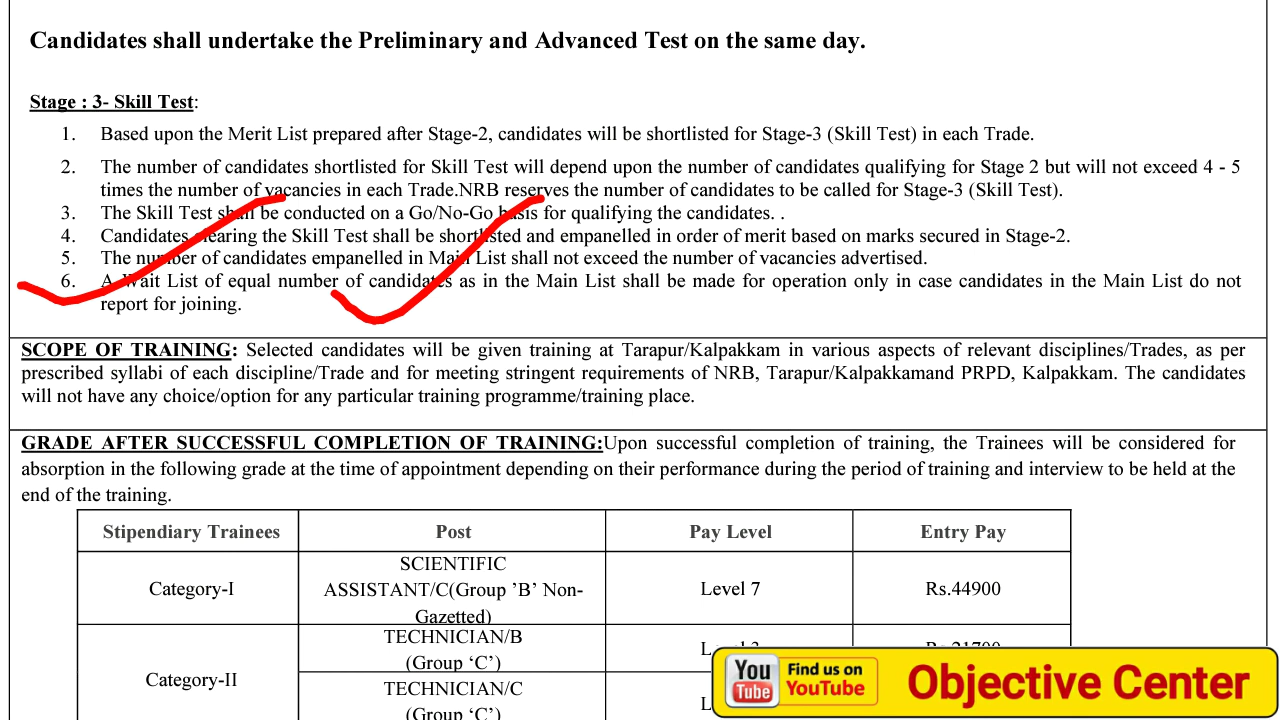 Candidates shall undertake the Preliminary and Advanced Test on the same day.
Stage : 3- Skill Test:
1. Based upon the Merit List prepared after Stage-2, candidates will be shortlisted for Stage-3 (Skill Test) in each Trade.
2. The number of candidates shortlisted for Skill Test will depend upon the number of candidates qualifying for Stage 2 but will not exceed 4 - 5
times the number of vacancies in each Trade.NRB reserves the number of candidates to be called for Stage-3 (Skill Test).
3. The Skill Test shall be conducted on a Go/No-Go basis for qualifying the candidates. .
4. Candidates clearing the Skill Test shall be shortlisted and empanelled in order of merit based on marks secured in Stage-2.
5. The number of candidates empanelled in Main List shall not exceed the number of vacancies advertised.
6. A Wait List of equal number of candidates as in the Main List shall be made for operation only in case candidates in the Main List do not
report for joining.
SCOPE OF TRAINING: Selected candidates will be given training at Tarapur/Kalpakkam in various aspects of relevant disciplines/Trades, as per
prescribed syllabi of each discipline/Trade and for meeting stringent requirements of NRB, Tarapur/Kalpakkamand PRPD, Kalpakkam. The candidates
will not have any choice/option for any particular training programme/training place.
GRADE AFTER SUCCESSFUL COMPLETION OF TRAINING:Upon successful completion of training, the Trainees will be considered for
absorption in the following grade at the time of appointment depending on their performance during the period of training and interview to be held at the
end of the training.
Stipendiary Trainees Post Pay Level Entry Pay
Category-I SCIENTIFIC
ASSISTANT/C(Group ’B’ Non-
Gazetted) Level 7 Rs.44900
Category-II TECHNICIAN/B
(Group ‘C’)
TECHNICIAN/C
(Group ‘C’)
You
Tube
Find us on
YouTube
Objective Center